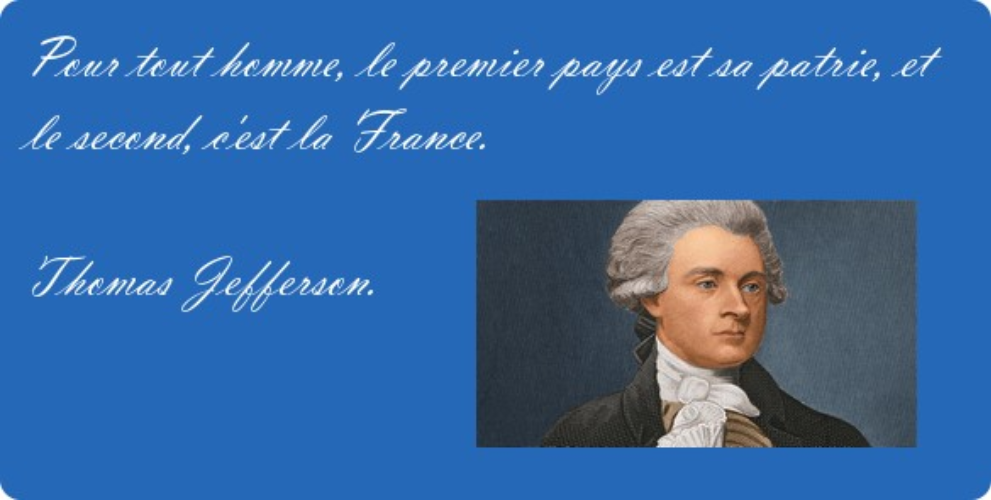 Pour tout homme, le premier pays est sa patrie, et
le second, c'est la France.
Thomas Jefferson.